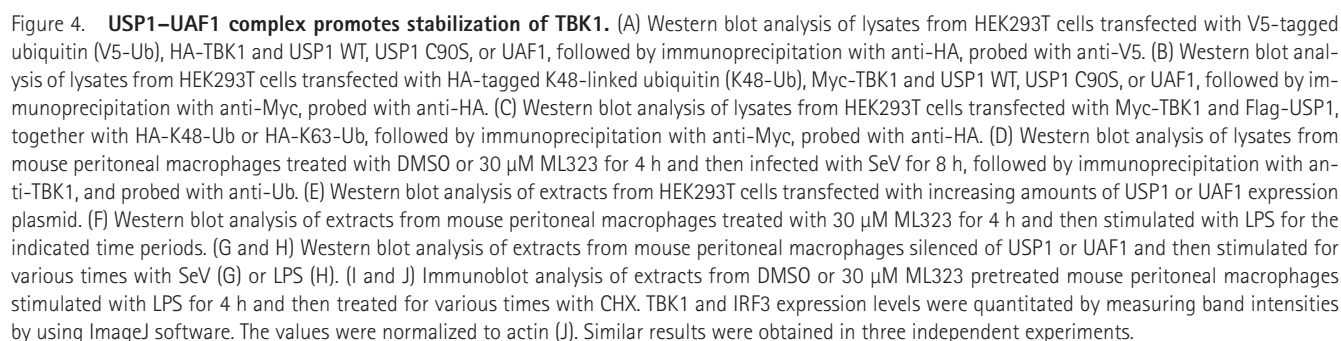 Figure 4. USP1–UAF1 complex promotes stabilization of TBK1. (A) Western blot analysis of lysates from HEK293T cells transfected with V5-tagged
ubiquitin (V5-Ub), HA-TBK1 and USP1 WT, USP1 C90S, or UAF1, followed by immunoprecipitation with anti-HA, probed with anti-V5. (B) Western blot anal-
ysis of lysates from HEK293T cells transfected with HA-tagged K48-linked ubiquitin (K48-Ub), Myc-TBK1 and USP1 WT, USP1 C90S, or UAF1, followed by im-
munoprecipitation with anti-Myc, probed with anti-HA. (C) Western blot analysis of lysates from HEK293T cells transfected with Myc-TBK1 and Flag-USP1,
together with HA-K48-Ub or HA-K63-Ub, followed by immunoprecipitation with anti-Myc, probed with anti-HA. (D) Western blot analysis of lysates from
mouse peritoneal macrophages treated with DMSO or 30 µM ML323 for 4 h and then infected with SeV for 8 h, followed by immunoprecipitation with an-
ti-TBK1, and probed with anti-Ub. (E) Western blot analysis of extracts from HEK293T cells transfected with increasing amounts of USP1 or UAF1 expression
plasmid. (F) Western blot analysis of extracts from mouse peritoneal macrophages treated with 30 µM ML323 for 4 h and then stimulated with LPS for the
indicated time periods. (G and H) Western blot analysis of extracts from mouse peritoneal macrophages silenced of USP1 or UAF1 and then stimulated for
various times with SeV (G) or LPS (H). (I and J) Immunoblot analysis of extracts from DMSO or 30 µM ML323 pretreated mouse peritoneal macrophages
stimulated with LPS for 4 h and then treated for various times with CHX. TBK1 and IRF3 expression levels were quantitated by measuring band intensities
by using ImageJ software. The values were normalized to actin (J). Similar results were obtained in three independent experiments.